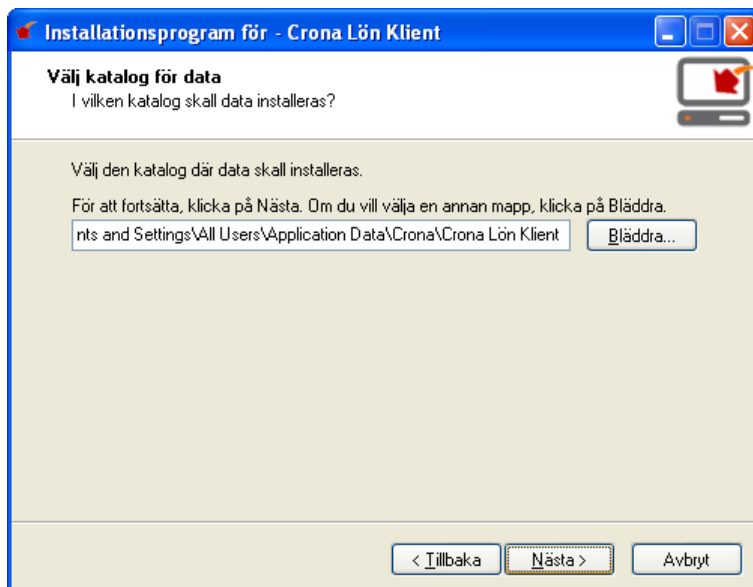 Installationsprogram för - Crona Lön Klient
Välj katalog för data
I vilken katalog skall data installeras?
Välj den katalog där data skall installeras.
För att fortsätta, klicka på Nästa. Om du vill välja en annan mapp, klicka på Bläddra.
nts and Settings\All Users\Application Data\Crona\Crona Lön Klient
Bläddra...
< Tillbaka
Nästa >
Avbryt